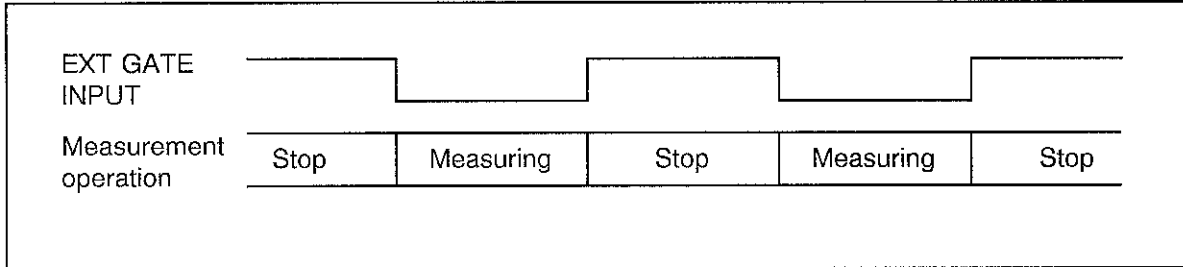 EXT GATE
INPUT
Measurement
operation
Stop
Measuring
Stop
Measuring
Stop